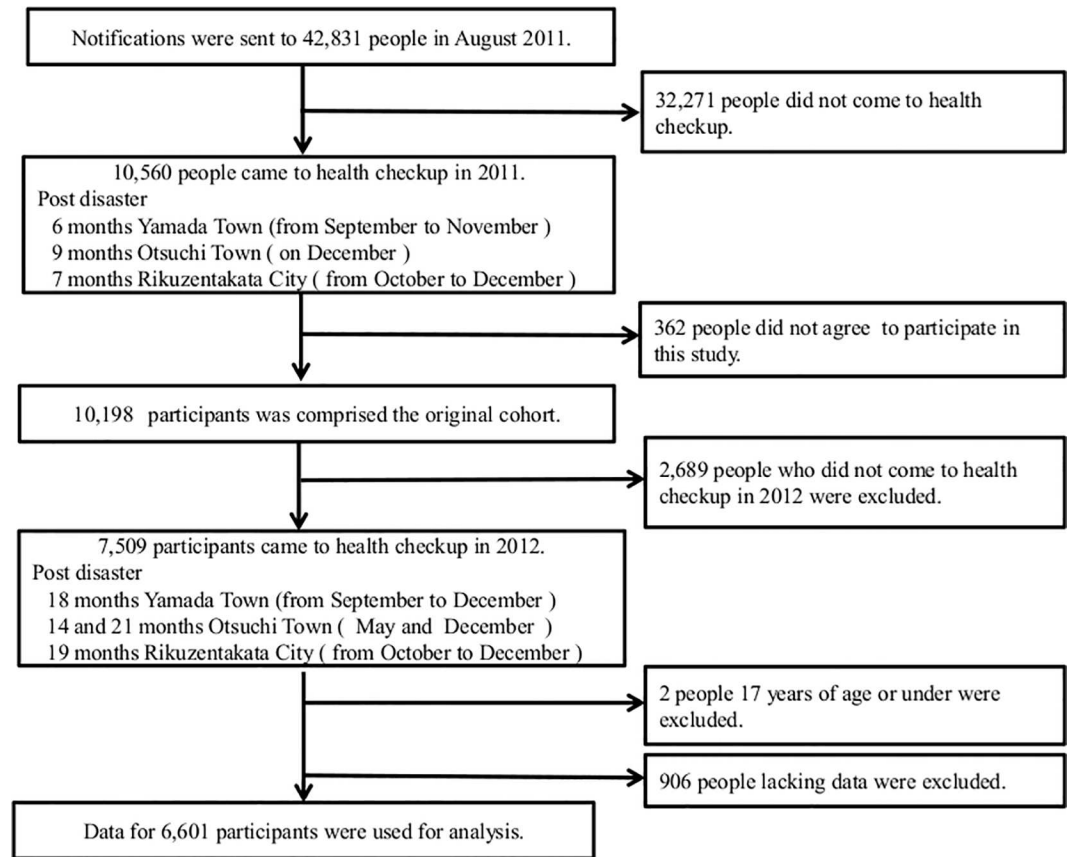 Notifications were sent to 42,831 people in August 2011.
32,271 people did not come to health
checkup.
10,560 people came to health checkup in 2011.
Post disaster
6 months Yamada Town (from September to November )
9 months Otsuchi Town ( on December )
7 months Rikuzentakata City ( from October to December )
362 people did not agree to participate in
this study.
10,198 participants was comprised the original cohort.
2,689 people who did not come to health
checkup in 2012 were excluded.
7,509 participants came to health checkup in 2012.
Post disaster
18 months Yamada Town (from September to December )
14 and 21 months Otsuchi Town ( May and December )
19 months Rikuzentakata City ( from October to December )
2 people 17 years of age or under were
excluded.
906 people lacking data were excluded.
Data for 6,601 participants were used for analysis.